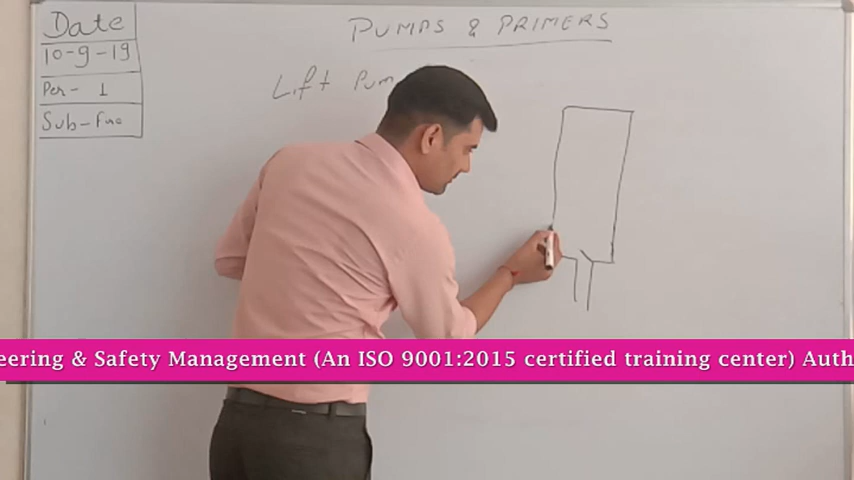 Date
10-9-19
Per- 1
Sub-
PUMPS & PRIMERS
Lift Pum
eering & Safety Management (An ISO 9001:2015 certified training center) Auth